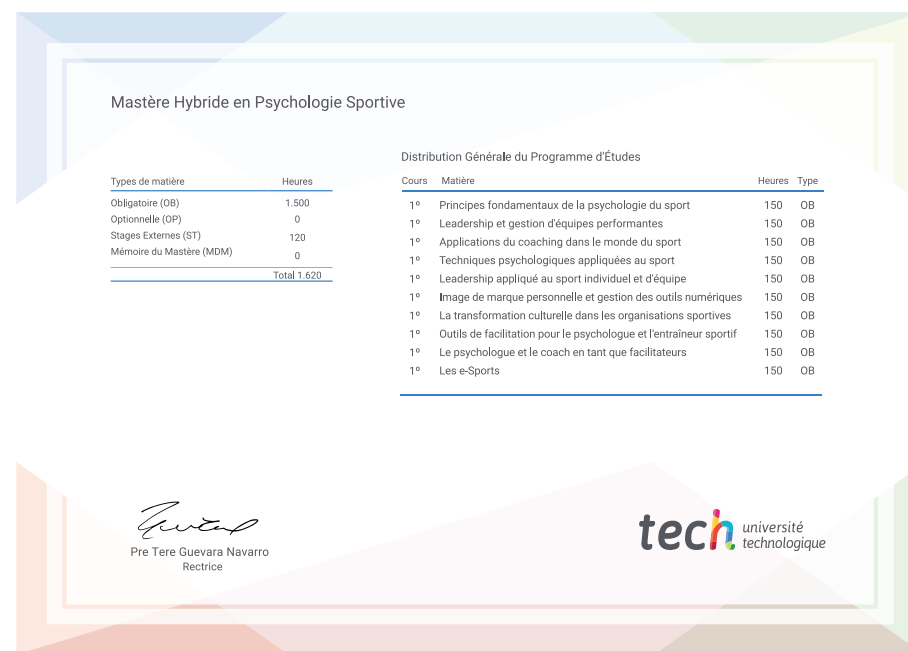 Mastère Hybride en Psychologie Sportive
Types de matière Heures
Obligatoire (OB) 1.500
Optionnelle (OP) 0
Stages Externes (ST) 120
Mémoire du Mastère (MDM) 0
Total 1.620
Distribution Générale du Programme d'Études
Cours Matière Heures Type
1º Principes fondamentaux de la psychologie du sport 150 OB
1º Leadership et gestion d'équipes performantes 150 OB
1º Applications du coaching dans le monde du sport 150 OB
1º Techniques psychologiques appliquées au sport 150 OB
1º Leadership appliqué au sport individuel et d'équipe 150 OB
1º Image de marque personnelle et gestion des outils numériques 150 OB
1º La transformation culturelle dans les organisations sportives 150 OB
1º Outils de facilitation pour le psychologue et l'entraîneur sportif 150 OB
1º Le psychologue et le coach en tant que facilitateurs 150 OB
1º Les e-Sports 150 OB
Pre Tere Guevara Navarro
Rectrice
tech université
technologique